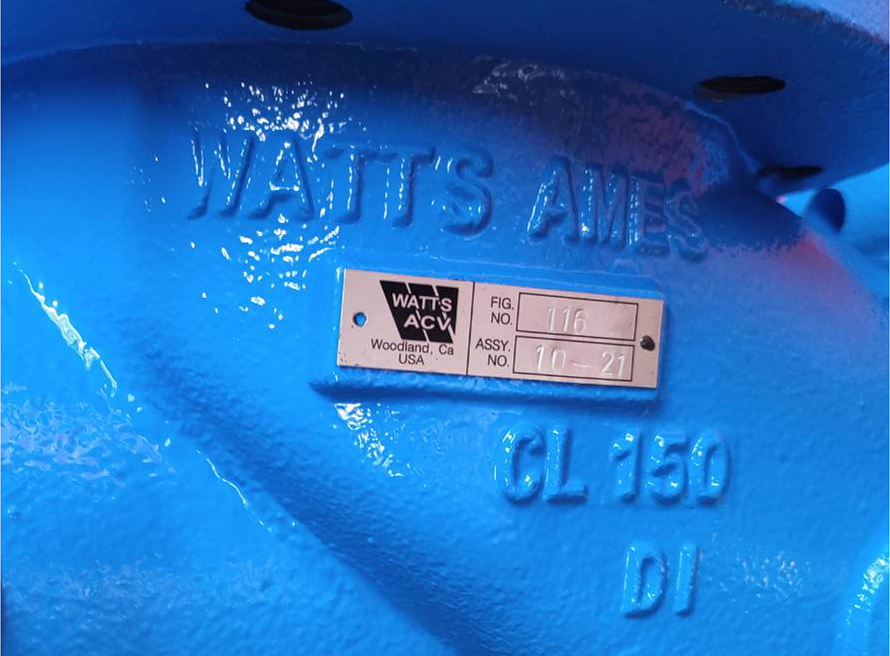 WATTS AMES
WATTS
ACV
Woodland, Ca
USA
FIG.
NO. 116
ASSY.
NO. 10-21
CL 150
DI